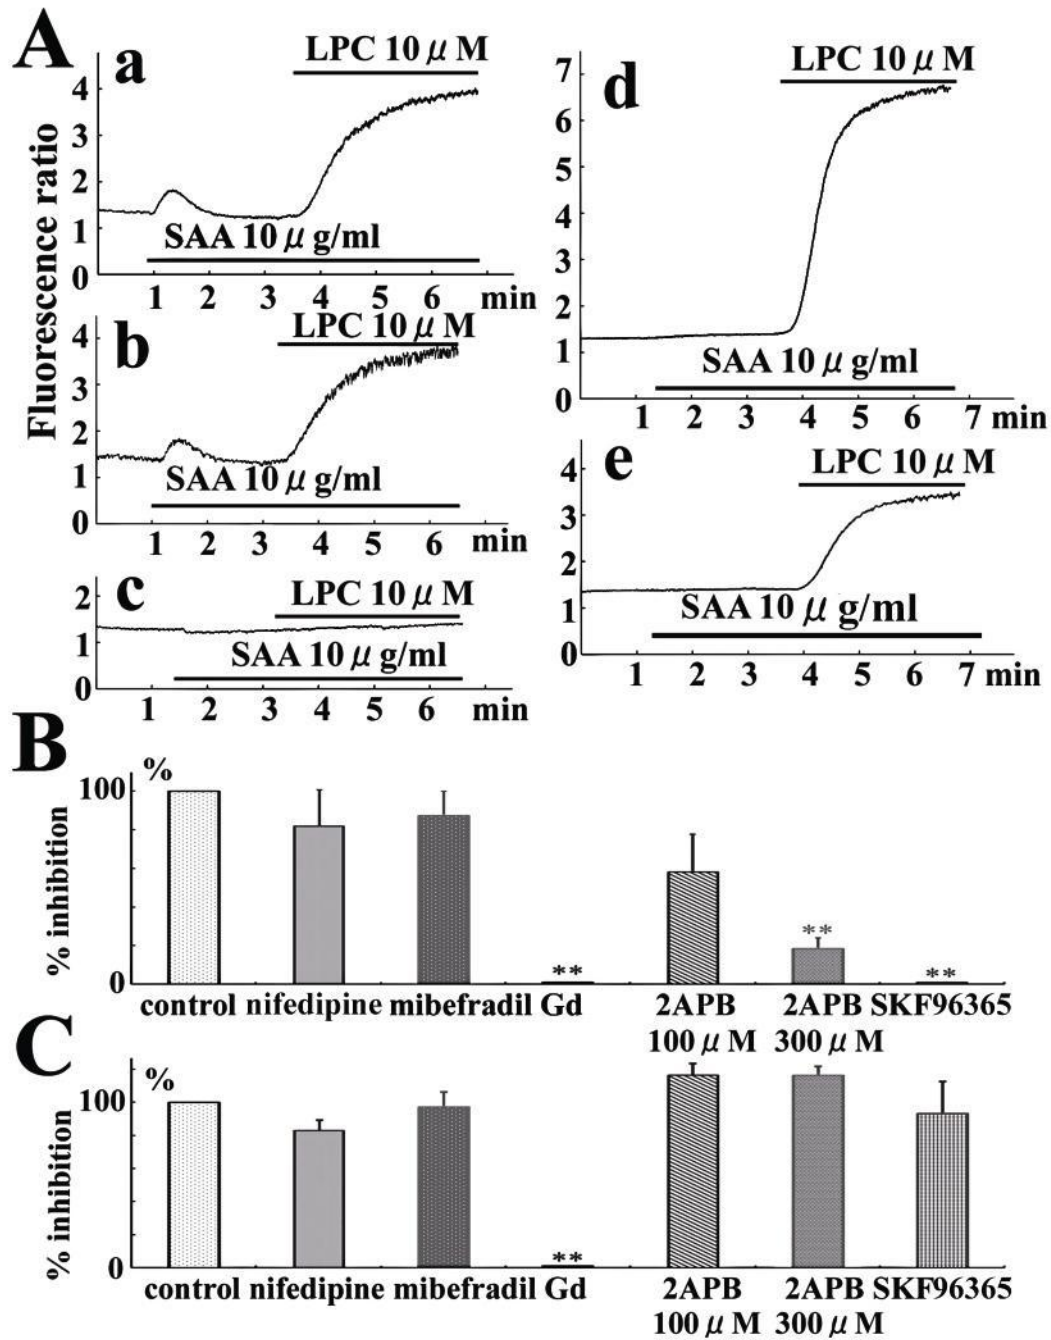 A
a
LPC 10 μ M
4
3
2
1
0
SAA 10 μ g/ml
1 2 3 4 5 6 min
Fluorescence ratio
b
LPC 10 μ M
4
3
2
1
0
SAA 10 μ g/ml
1 2 3 4 5 6 min
c
LPC 10 μ M
2
1
0
SAA 10 μ g/ml
1 2 3 4 5 6 min
d
LPC 10 μ M
7
6
5
4
3
2
1
0
SAA 10 μ g/ml
1 2 3 4 5 6 7 min
e
LPC 10 μ M
4
3
2
1
0
SAA 10 μ g/ml
1 2 3 4 5 6 7 min
B
%
100
0
% inhibition
**
**
**
control nifedipine mibefradil Gd 2APB 2APB SKF96365
100 μ M 300 μ M
C
%
100
0
% inhibition
**
control nifedipine mibefradil Gd 2APB 2APB SKF96365
100 μ M 300 μ M